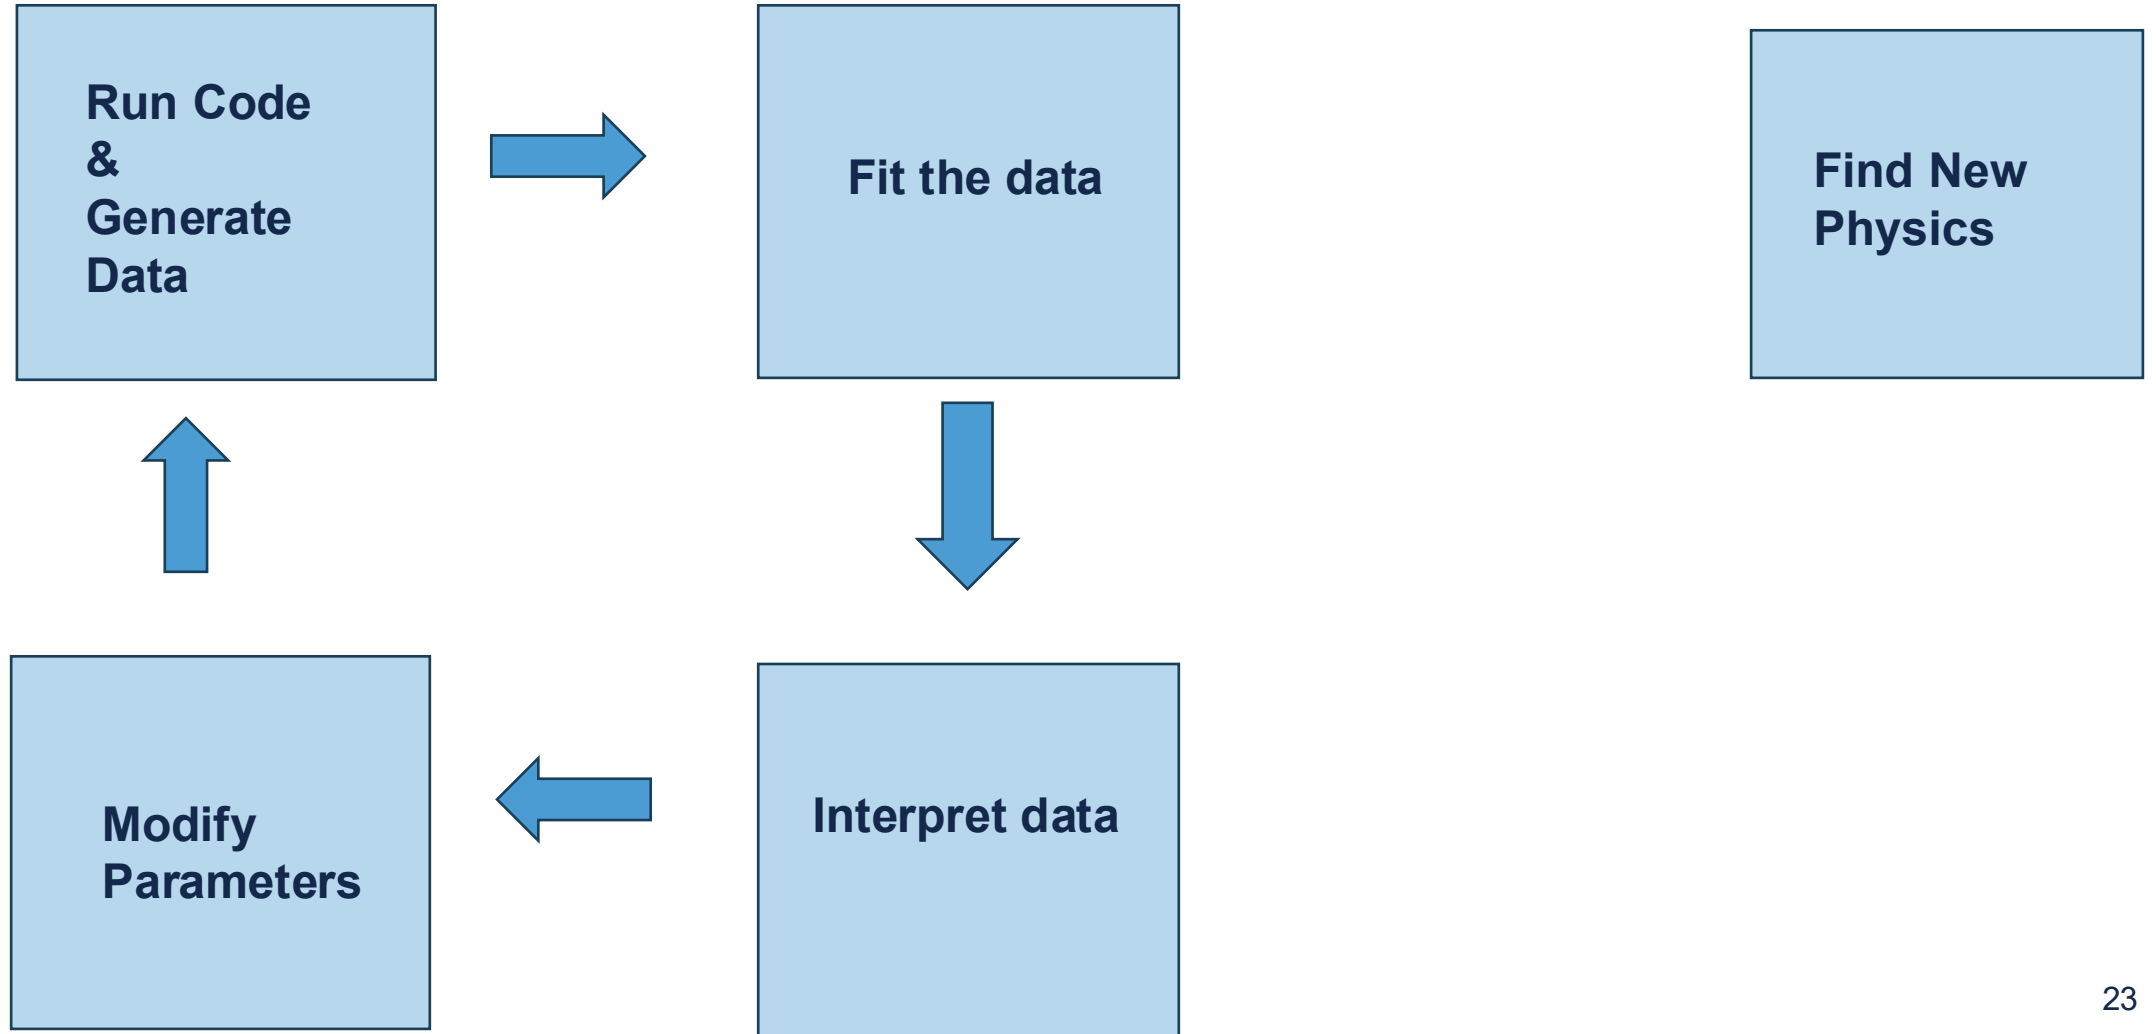 Run Code
&
Generate
Data
Fit the data
Find New
Physics
Modify
Parameters
Interpret data
23